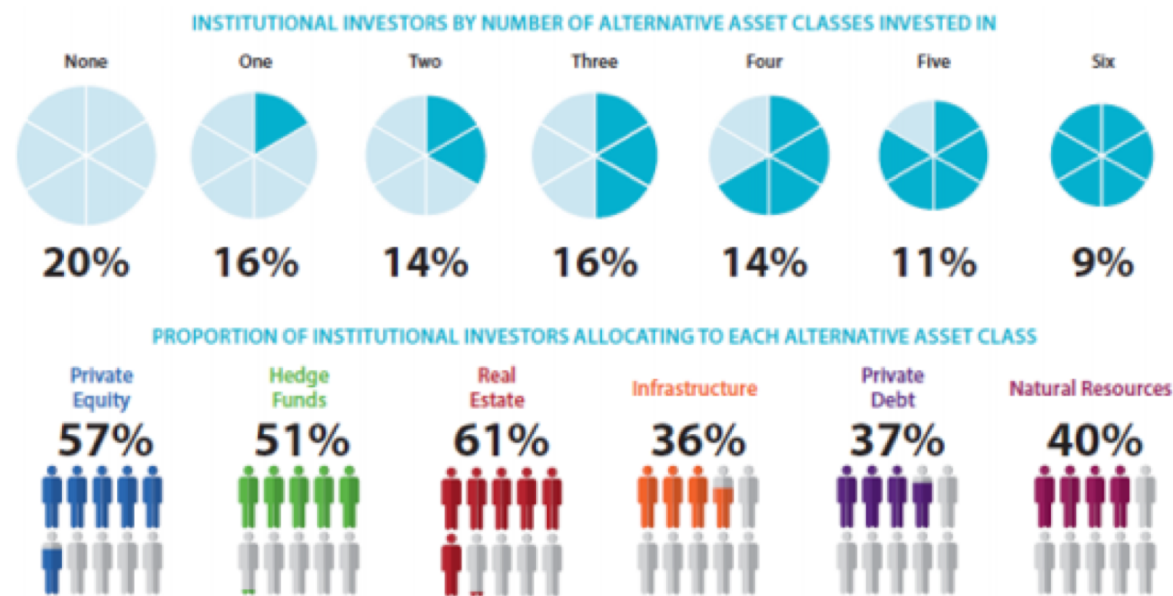 INSTITUTIONAL INVESTORS BY NUMBER OF ALTERNATIVE ASSET CLASSES INVESTED IN
None One Two Three Four Five Six
20% 16% 14% 16% 14% 11% 9%
PROPORTION OF INSTITUTIONAL INVESTORS ALLOCATING TO EACH ALTERNATIVE ASSET CLASS
Private Equity
Hedge Funds
Real Estate
Infrastructure
Private Debt
Natural Resources
57% 51% 61% 36% 37% 40%